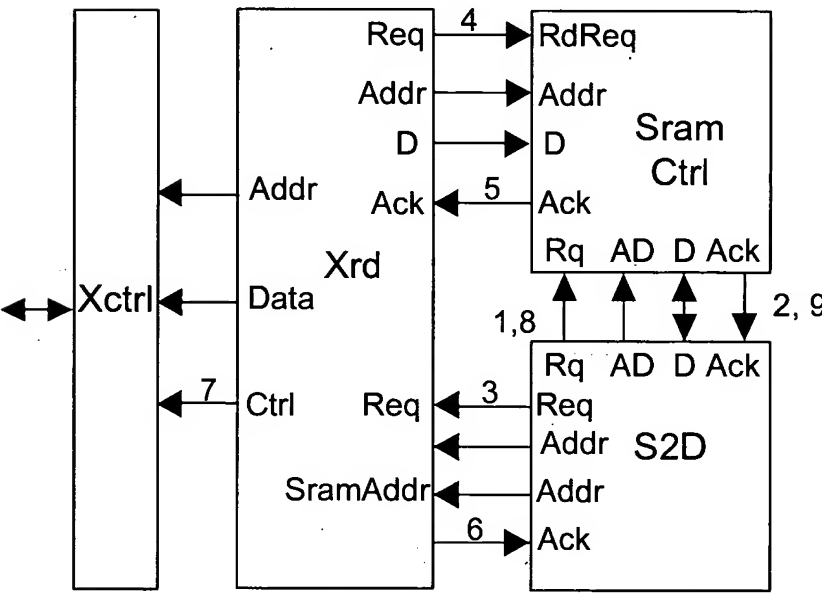 Req 4 RdReq
Addr Addr
D D
Sram
Ctrl
Addr
Ack 5 Ack
Rq AD D Ack
Xrd
Xctrl
Data
1,8
2, 9
Rq AD D Ack
7 Ctrl
Req 3 Req
Addr
S2D
SramAddr Addr
6 Ack